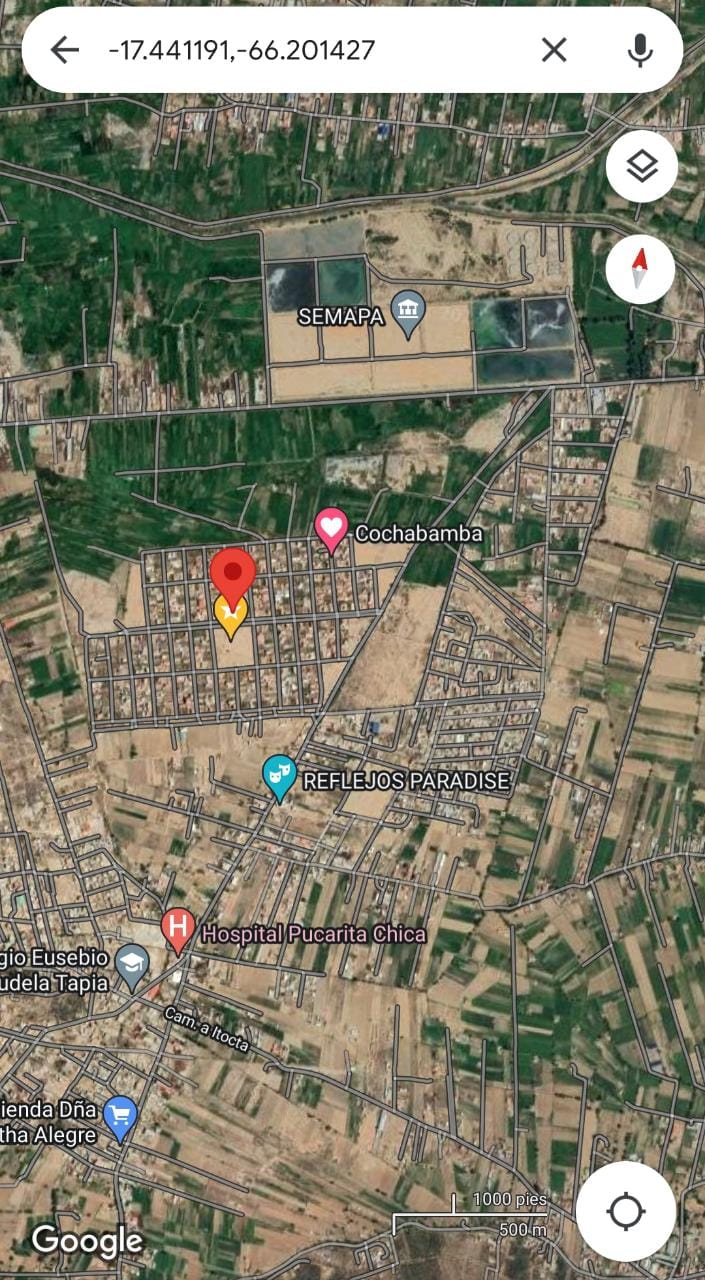 -17.441191,-66.201427
SEMAPA
Cochabamba
REFLEJOS PARADISE
H
Hospital Pucarita Chica
gio Eusebio
udela Tapia
Cam. a Itocta
ienda Dña
tha Alegre
1000 pies
500 m
Google